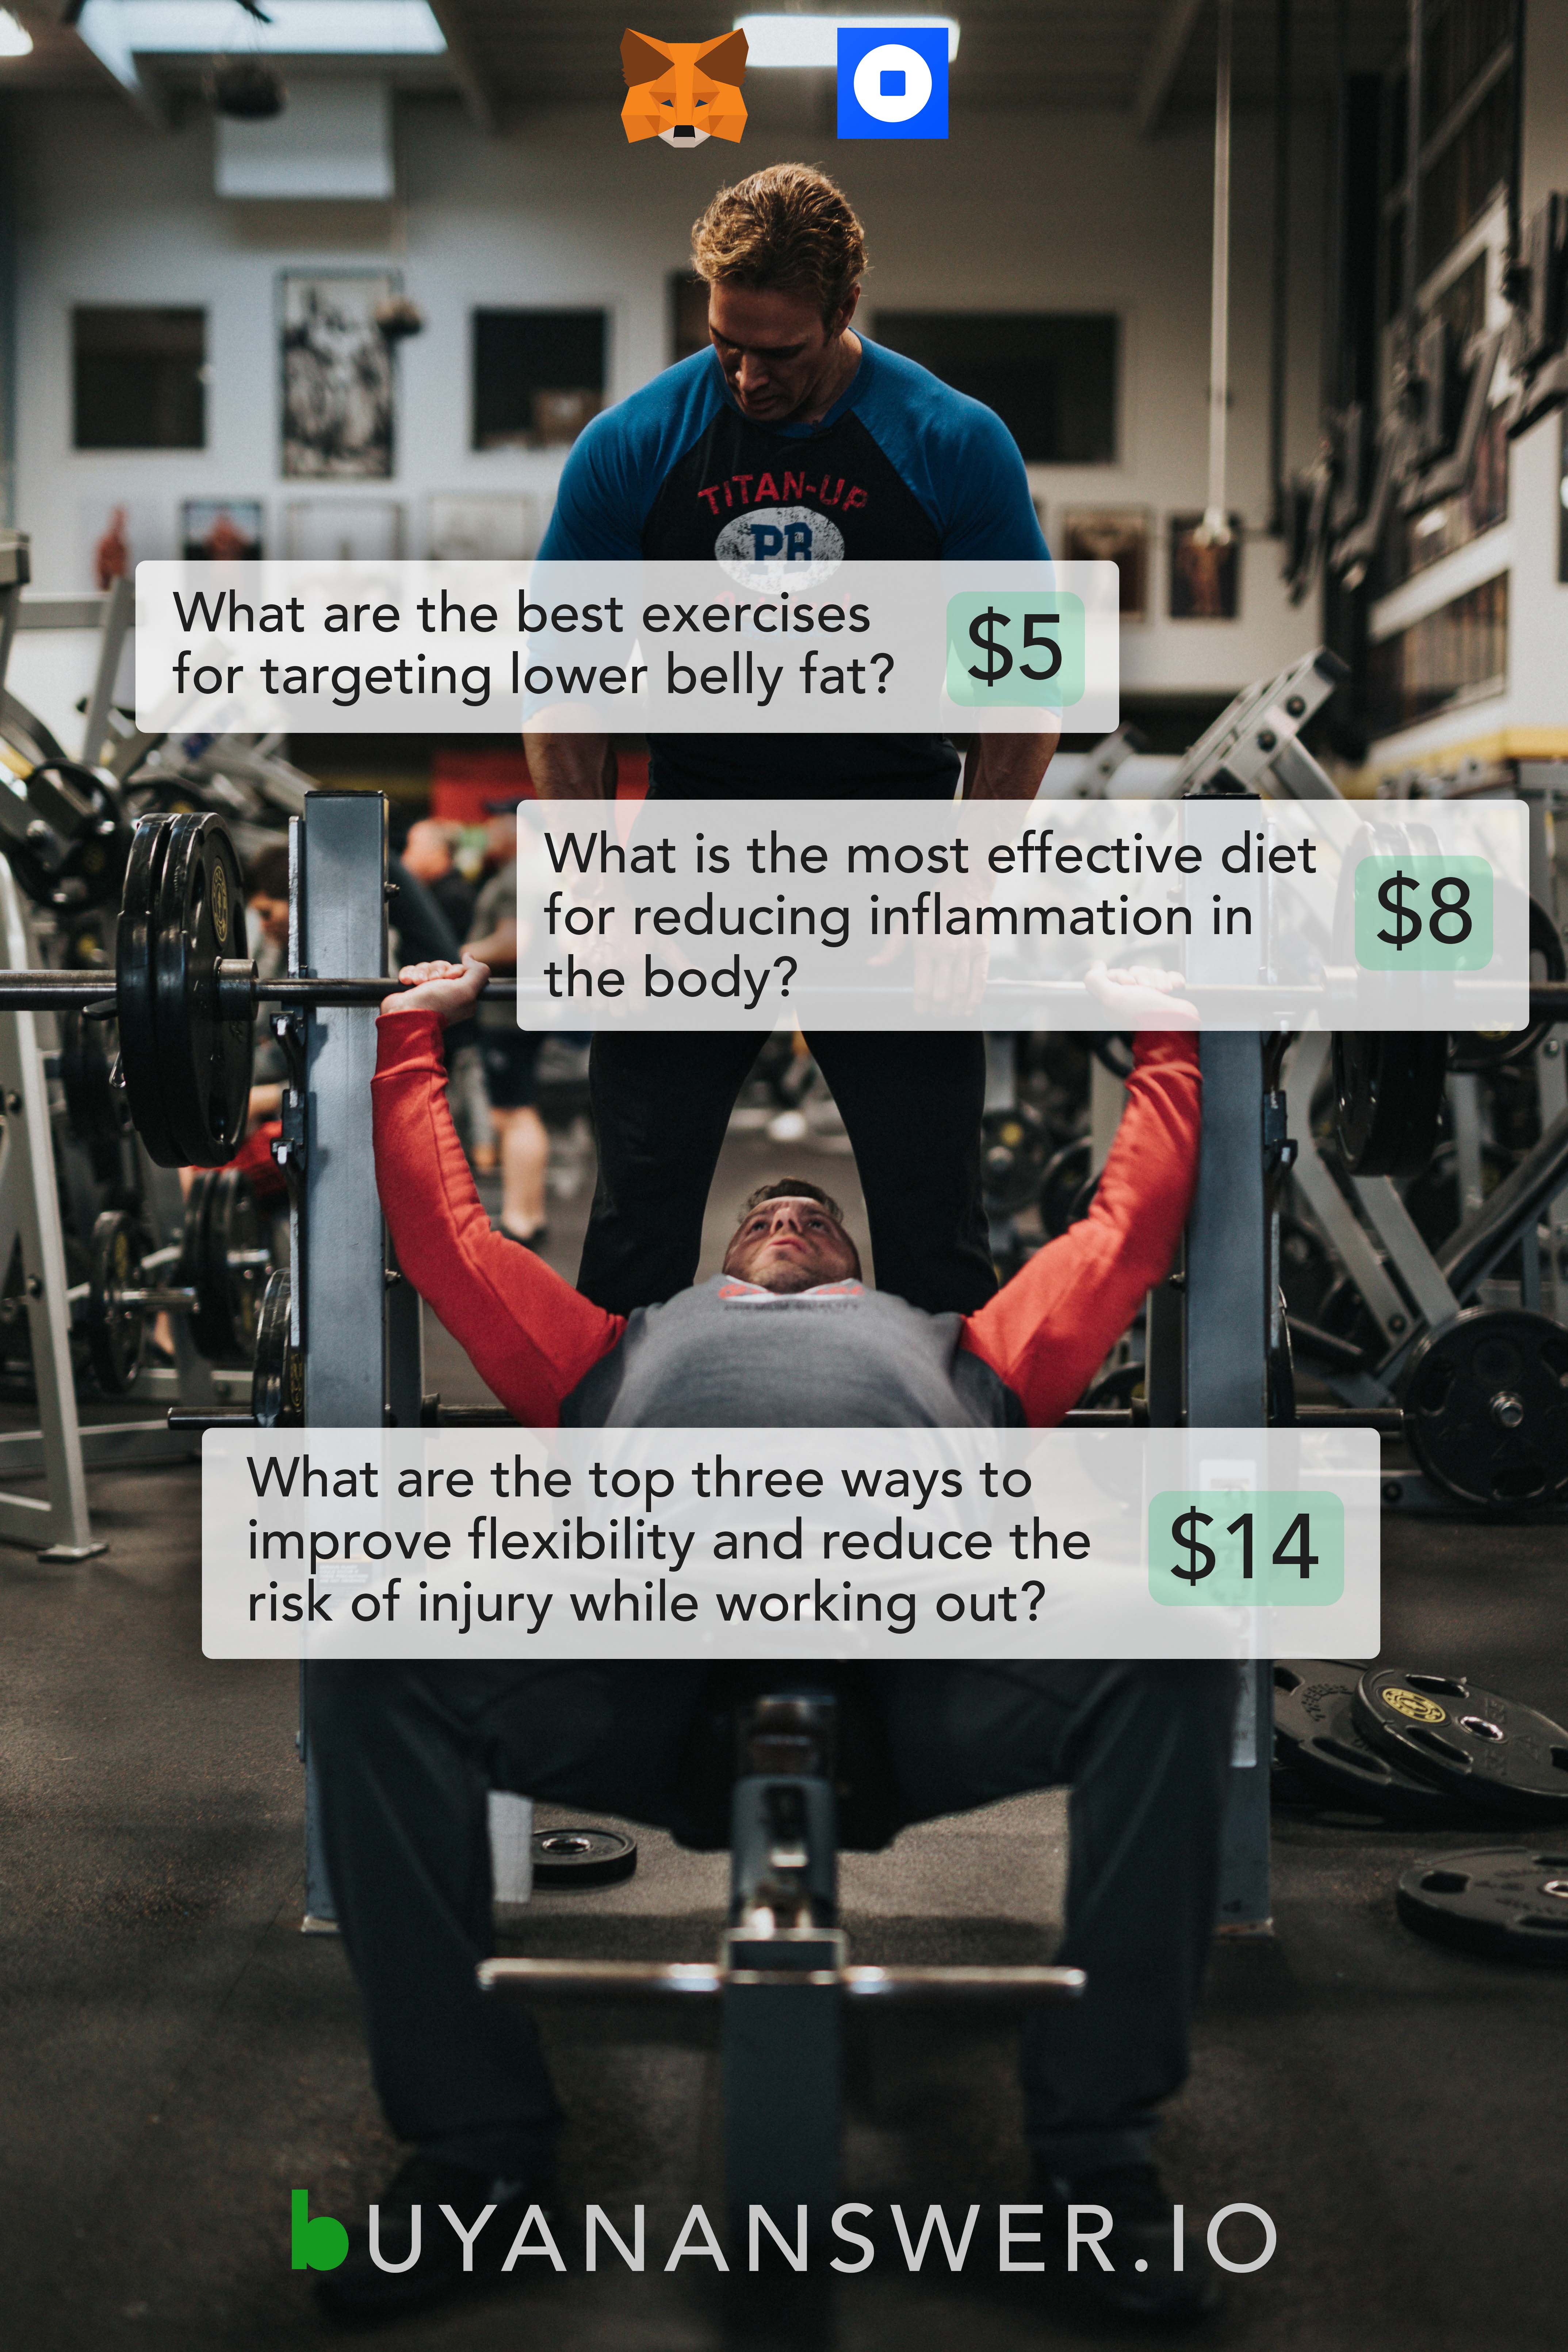 TITAN-UP
PR
What are the best exercises
for targeting lower belly fat?
$5
What is the most effective diet
for reducing inflammation in
the body?
$8
PREMIUM QUALITY
What are the top three ways to
improve flexibility and reduce the
risk of injury while working out?
$14
bUYANANSWER.IO